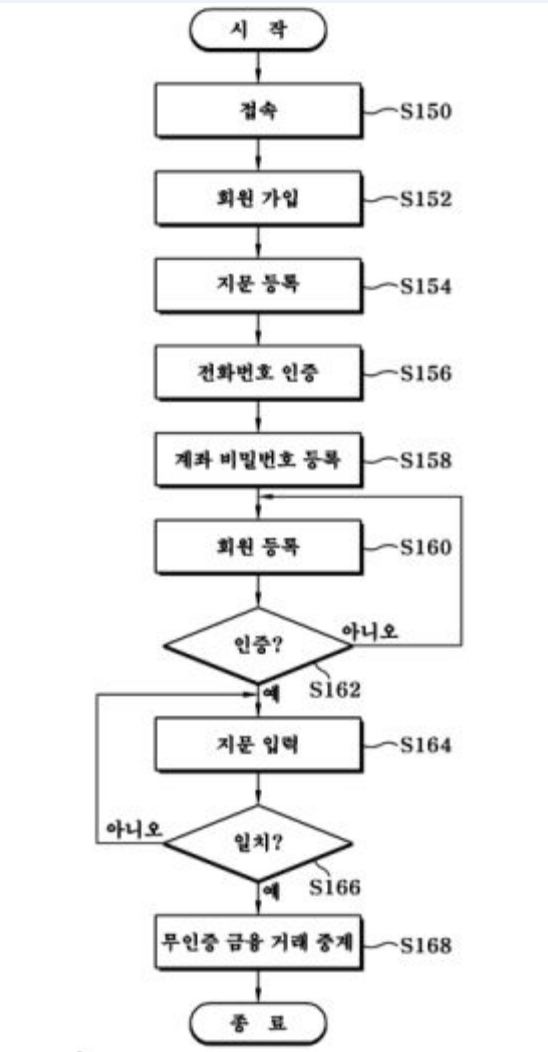 시 작
접속
S150
회원 가입
S152
지문 등록
S154
전화번호 인증
S156
계좌 비밀번호 등록
S158
회원 등록
S160
인증?
아니오
S162
예
지문 입력
S164
일치?
아니오
S166
예
무인증 금융 거래 중계
S168
종 료